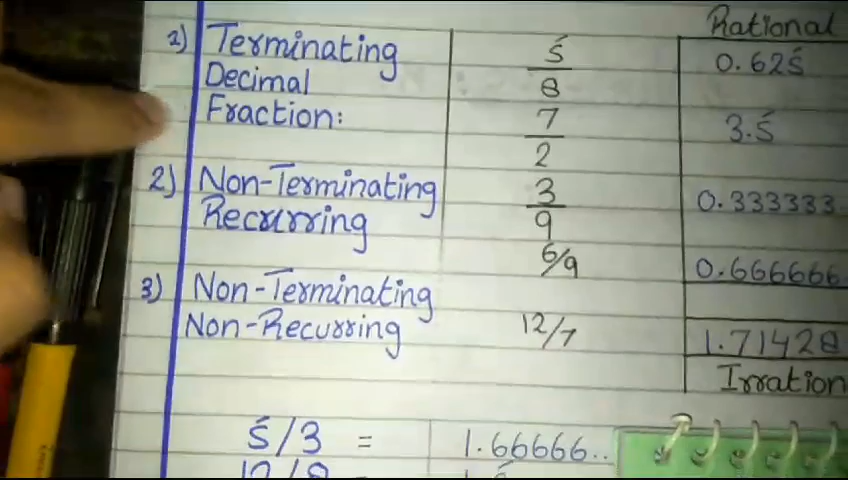 Rational
1) Terminating 5/8 0.625
Decimal
Fraction: 7/2 3.5
2) Non-Terminating 3/9 0.333333
Recurring
6/9 0.666666
3) Non-Terminating
Non-Recurring 12/7 1.71428
Irration
5/3 = 1.66666..